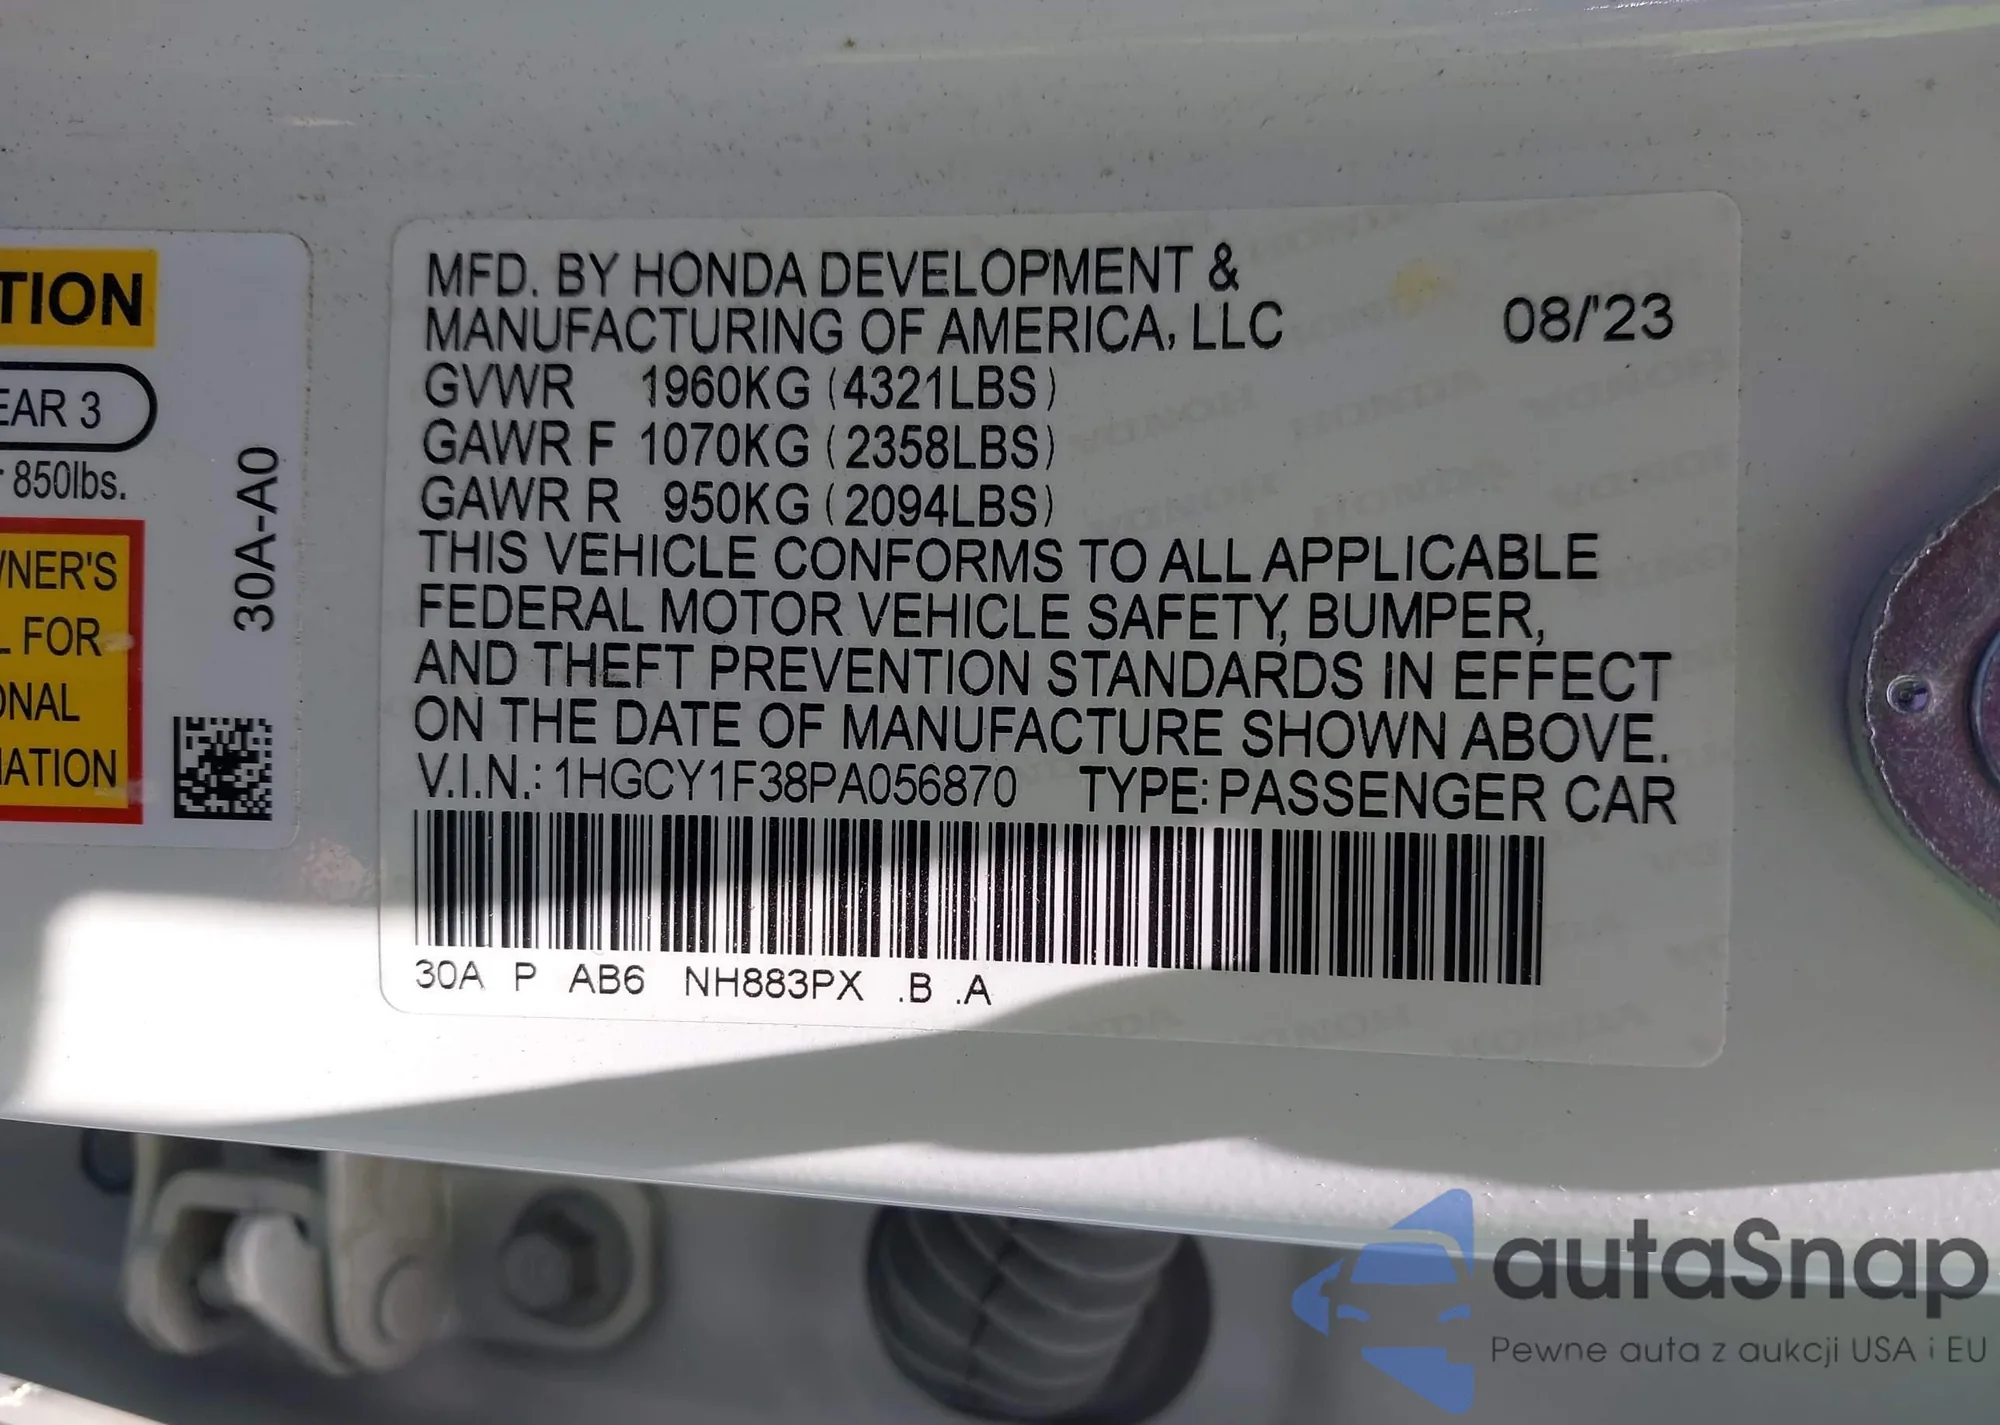 TION
EAR 3
850lbs.
WNER'S
L FOR
ONAL
MATION
30A-A0
MFD. BY HONDA DEVELOPMENT &
MANUFACTURING OF AMERICA, LLC
08/'23
GVWR 1960KG (4321LBS)
GAWR F 1070KG (2358LBS)
GAWR R 950KG (2094LBS)
THIS VEHICLE CONFORMS TO ALL APPLICABLE
FEDERAL MOTOR VEHICLE SAFETY, BUMPER,
AND THEFT PREVENTION STANDARDS IN EFFECT
ON THE DATE OF MANUFACTURE SHOWN ABOVE.
V.I.N.: 1HGCY1F38PA056870 TYPE: PASSENGER CAR
30A P AB6 NH883PX .B .A
autaSnap
Pewne auta z aukcji USA i EU